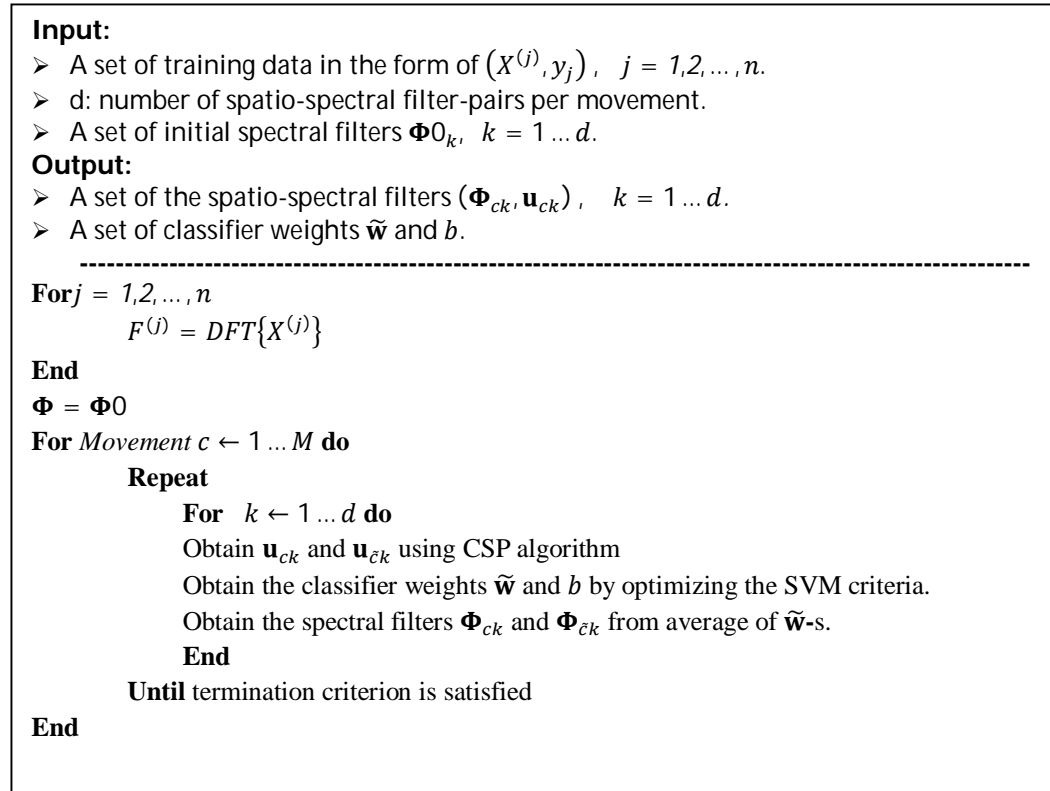 Input:
➢ A set of training data in the form of (X^(j), y_j) , j = 1,2, … , n.
➢ d: number of spatio-spectral filter-pairs per movement.
➢ A set of initial spectral filters Φ0_k, k = 1 … d.
Output:
➢ A set of the spatio-spectral filters (Φ_ck, u_ck) , k = 1 … d.
➢ A set of classifier weights w̃ and b.
---------------------------------------------------------------------------------------------------------
Forj = 1,2, … , n
F^(j) = DFT{X^(j)}
End
Φ = Φ0
For Movement c ← 1 … M do
Repeat
For k ← 1 … d do
Obtain u_ck and u_c̃k using CSP algorithm
Obtain the classifier weights w̃ and b by optimizing the SVM criteria.
Obtain the spectral filters Φ_ck and Φ_c̃k from average of w̃-s.
End
Until termination criterion is satisfied
End